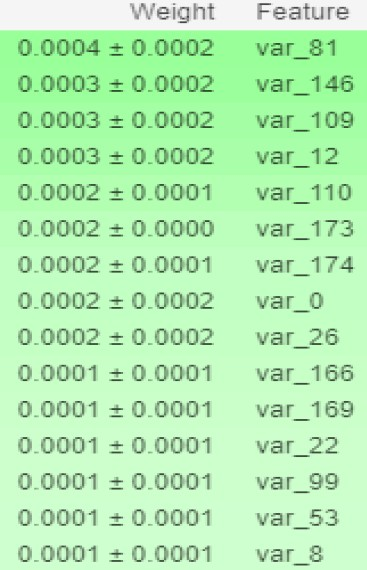 Weight Feature
0.0004 ± 0.0002 var_81
0.0003 ± 0.0002 var_146
0.0003 ± 0.0002 var_109
0.0003 ± 0.0002 var_12
0.0002 ± 0.0001 var_110
0.0002 ± 0.0000 var_173
0.0002 ± 0.0001 var_174
0.0002 ± 0.0002 var_0
0.0002 ± 0.0002 var_26
0.0001 ± 0.0001 var_166
0.0001 ± 0.0001 var_169
0.0001 ± 0.0001 var_22
0.0001 ± 0.0001 var_99
0.0001 ± 0.0001 var_53
0.0001 ± 0.0001 var_8